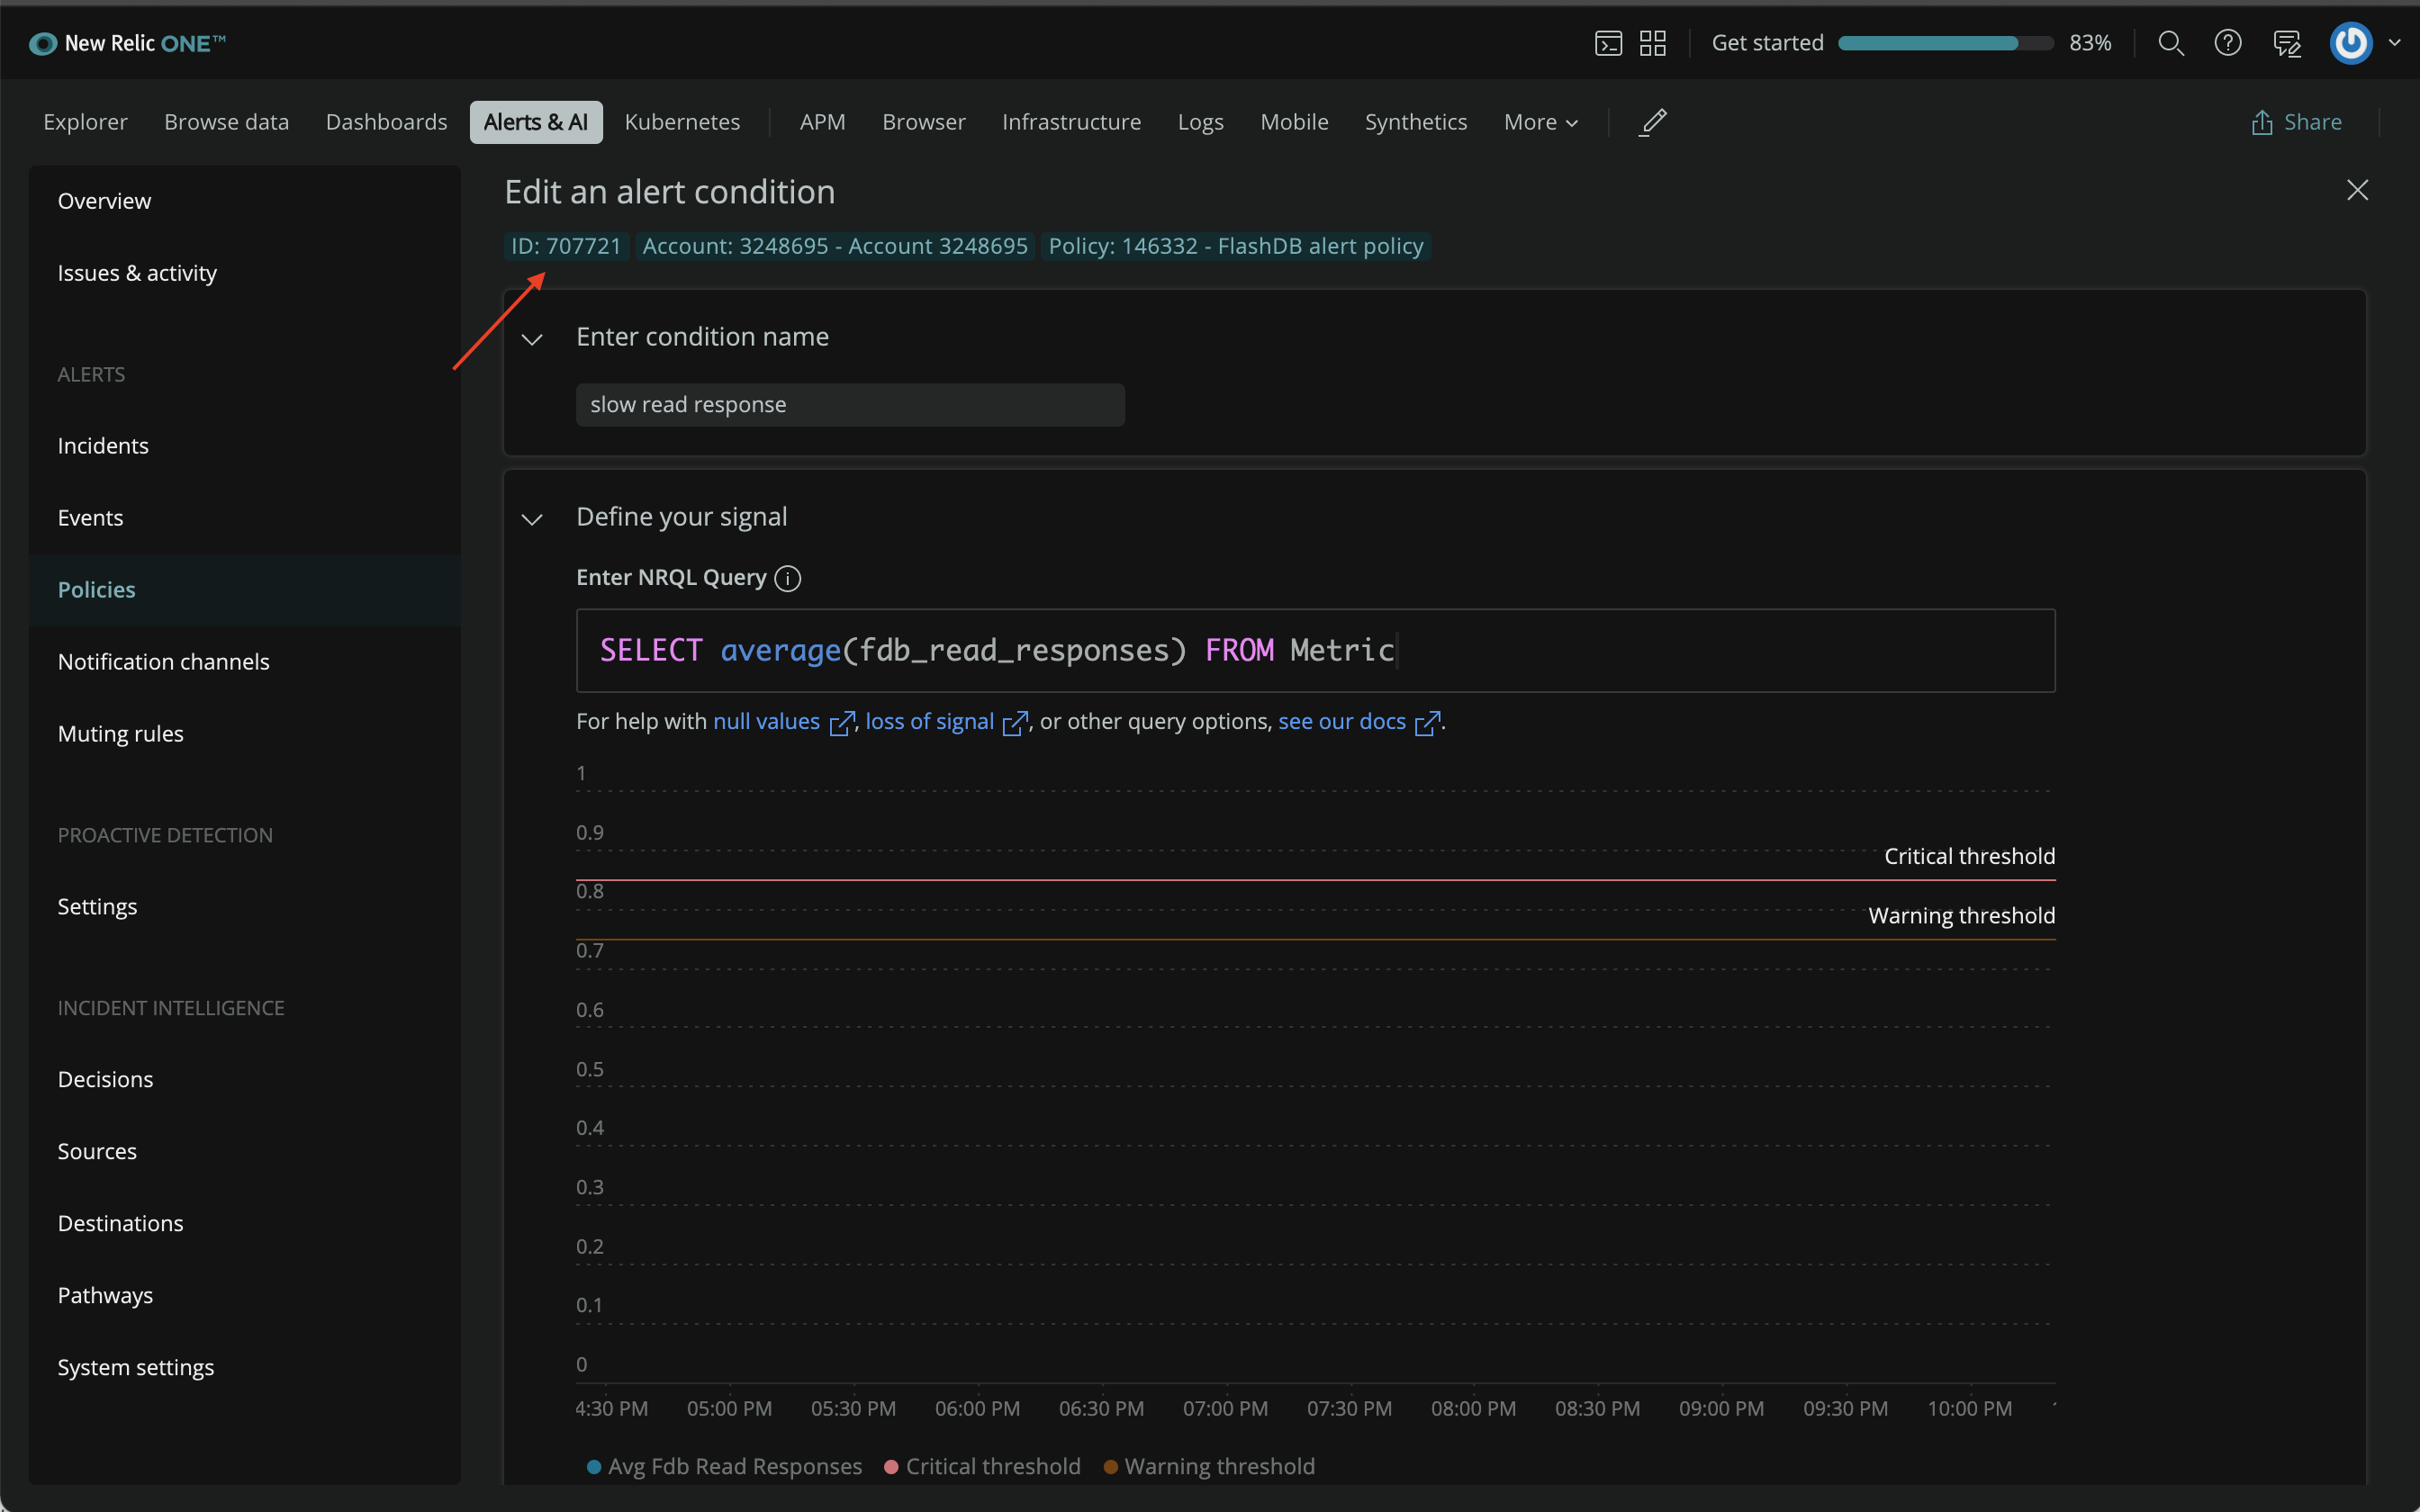 New Relic ONE™
Get started 83%
Explorer Browse data Dashboards Alerts & AI Kubernetes APM Browser Infrastructure Logs Mobile Synthetics More Share
Overview
Issues & activity
ALERTS
Incidents
Events
Policies
Notification channels
Muting rules
PROACTIVE DETECTION
Settings
INCIDENT INTELLIGENCE
Decisions
Sources
Destinations
Pathways
System settings
Edit an alert condition
ID: 707721 Account: 3248695 - Account 3248695 Policy: 146332 - FlashDB alert policy
Enter condition name
slow read response
Define your signal
Enter NRQL Query
SELECT average(fdb_read_responses) FROM Metric
For help with null values , loss of signal , or other query options, see our docs .
1
0.9
Critical threshold
0.8
Warning threshold
0.7
0.6
0.5
0.4
0.3
0.2
0.1
0
4:30 PM 05:00 PM 05:30 PM 06:00 PM 06:30 PM 07:00 PM 07:30 PM 08:00 PM 08:30 PM 09:00 PM 09:30 PM 10:00 PM
Avg Fdb Read Responses Critical threshold Warning threshold